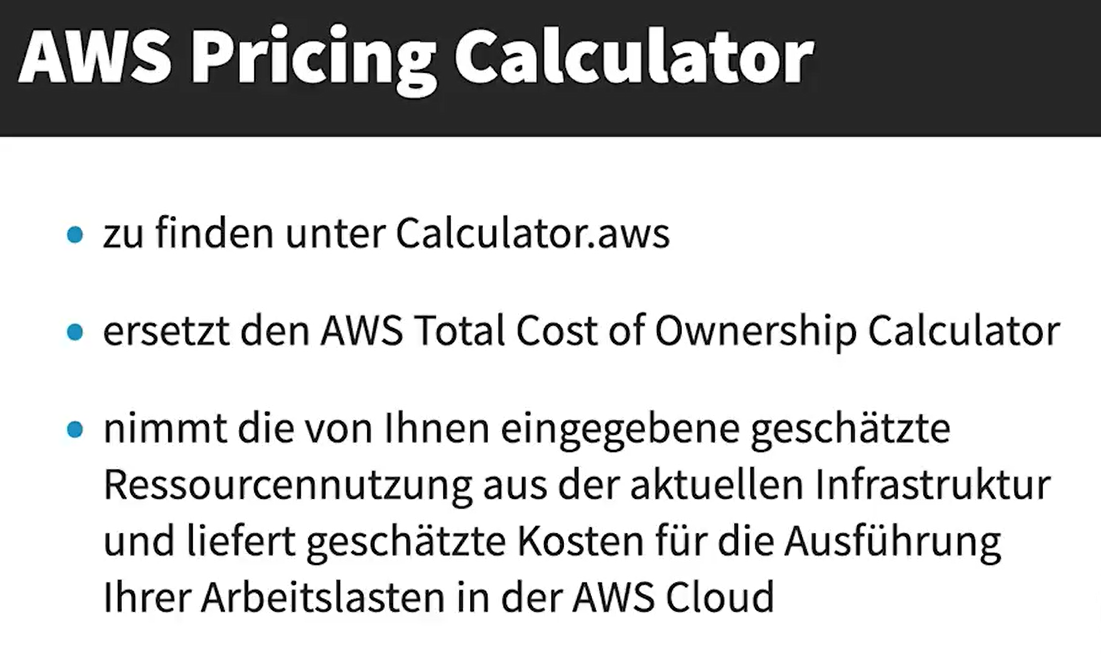 AWS Pricing Calculator
• zu finden unter Calculator.aws
• ersetzt den AWS Total Cost of Ownership Calculator
• nimmt die von Ihnen eingegebene geschätzte
Ressourcennutzung aus der aktuellen Infrastruktur
und liefert geschätzte Kosten für die Ausführung
Ihrer Arbeitslasten in der AWS Cloud